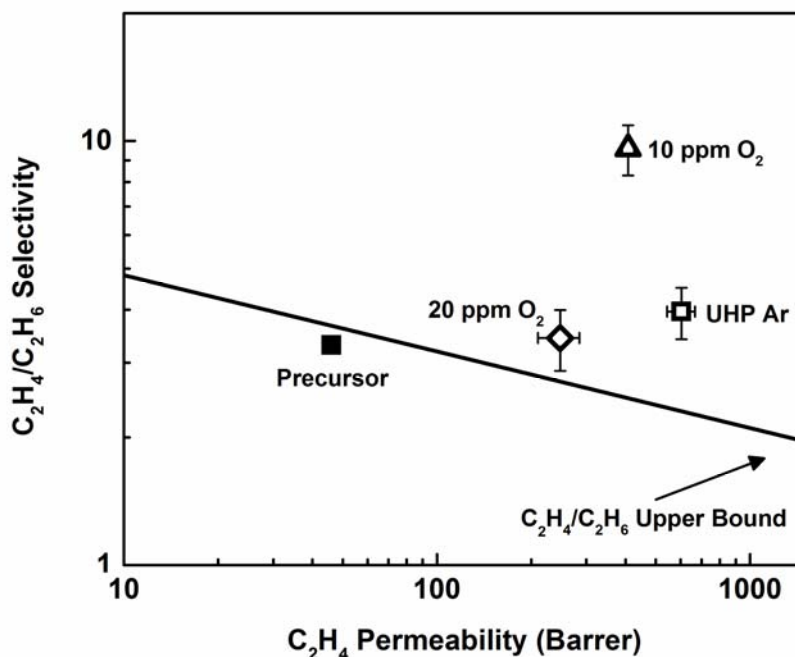 10
10 ppm O₂
20 ppm O₂
UHP Ar
Precursor
C₂H₄/C₂H₆ Upper Bound
1
10
100
1000
C₂H₄/C₂H₆ Selectivity
C₂H₄ Permeability (Barrer)